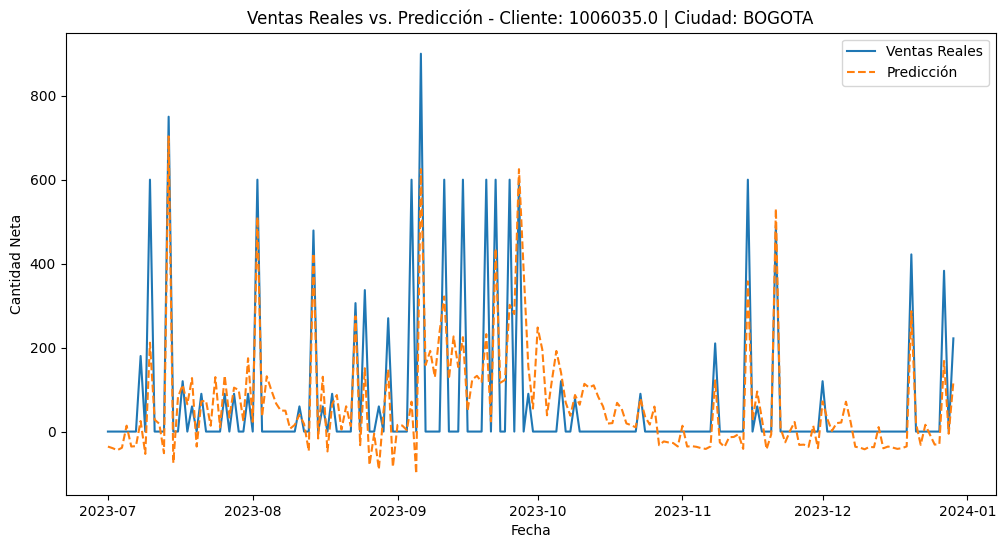 Ventas Reales vs. Predicción - Cliente: 1006035.0 | Ciudad: BOGOTA
Ventas Reales
Predicción
Cantidad Neta
800
600
400
200
0
2023-07
2023-08
2023-09
2023-10
2023-11
2023-12
2024-01
Fecha